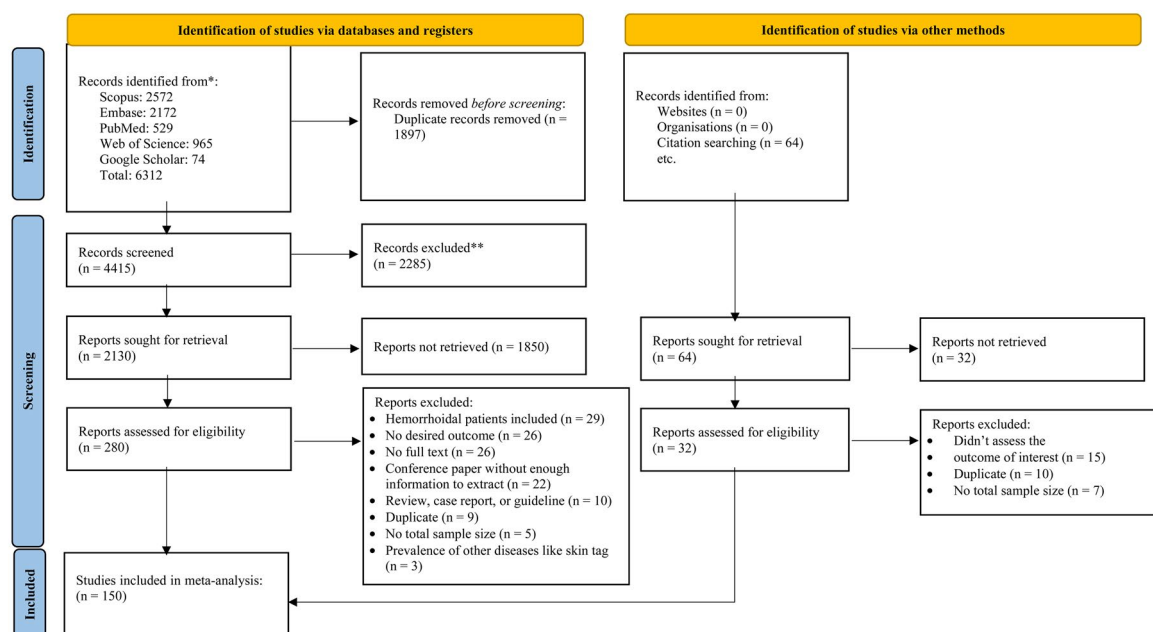 Identification of studies via databases and registers
Identification of studies via other methods
Identification
Records identified from*:
Scopus: 2572
Embase: 2172
PubMed: 529
Web of Science: 965
Google Scholar: 74
Total: 6312
Records removed before screening:
Duplicate records removed (n =
1897)
Records identified from:
Websites (n = 0)
Organisations (n = 0)
Citation searching (n = 64)
etc.
Screening
Records screened
(n = 4415)
Records excluded**
(n = 2285)
Reports sought for retrieval
(n = 2130)
Reports not retrieved (n = 1850)
Reports sought for retrieval
(n = 64)
Reports not retrieved
(n = 32)
Reports assessed for eligibility
(n = 280)
Reports excluded:
• Hemorrhoidal patients included (n = 29)
• No desired outcome (n = 26)
• No full text (n = 26)
• Conference paper without enough
information to extract (n = 22)
• Review, case report, or guideline (n = 10)
• Duplicate (n = 9)
• No total sample size (n = 5)
• Prevalence of other diseases like skin tag
(n = 3)
Reports assessed for eligibility
(n = 32)
Reports excluded:
• Didn’t assess the
• outcome of interest (n = 15)
• Duplicate (n = 10)
• No total sample size (n = 7)
Included
Studies included in meta-analysis:
(n = 150)